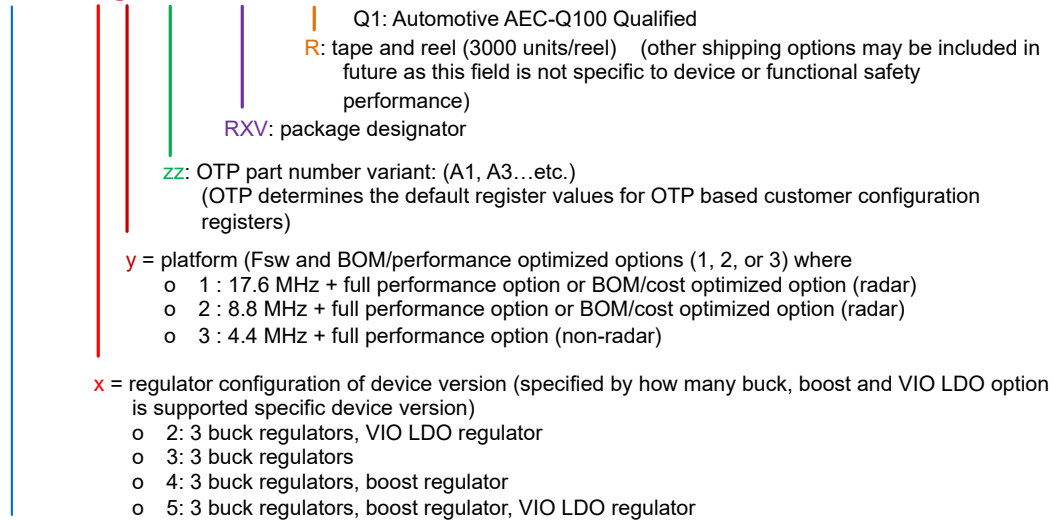 Q1: Automotive AEC-Q100 Qualified
R: tape and reel (3000 units/reel) (other shipping options may be included in
future as this field is not specific to device or functional safety
performance)
RXV: package designator
zz: OTP part number variant: (A1, A3…etc.)
(OTP determines the default register values for OTP based customer configuration
registers)
y = platform (Fsw and BOM/performance optimized options (1, 2, or 3) where
o 1 : 17.6 MHz + full performance option or BOM/cost optimized option (radar)
o 2 : 8.8 MHz + full performance option or BOM/cost optimized option (radar)
o 3 : 4.4 MHz + full performance option (non-radar)
x = regulator configuration of device version (specified by how many buck, boost and VIO LDO option
is supported specific device version)
o 2: 3 buck regulators, VIO LDO regulator
o 3: 3 buck regulators
o 4: 3 buck regulators, boost regulator
o 5: 3 buck regulators, boost regulator, VIO LDO regulator